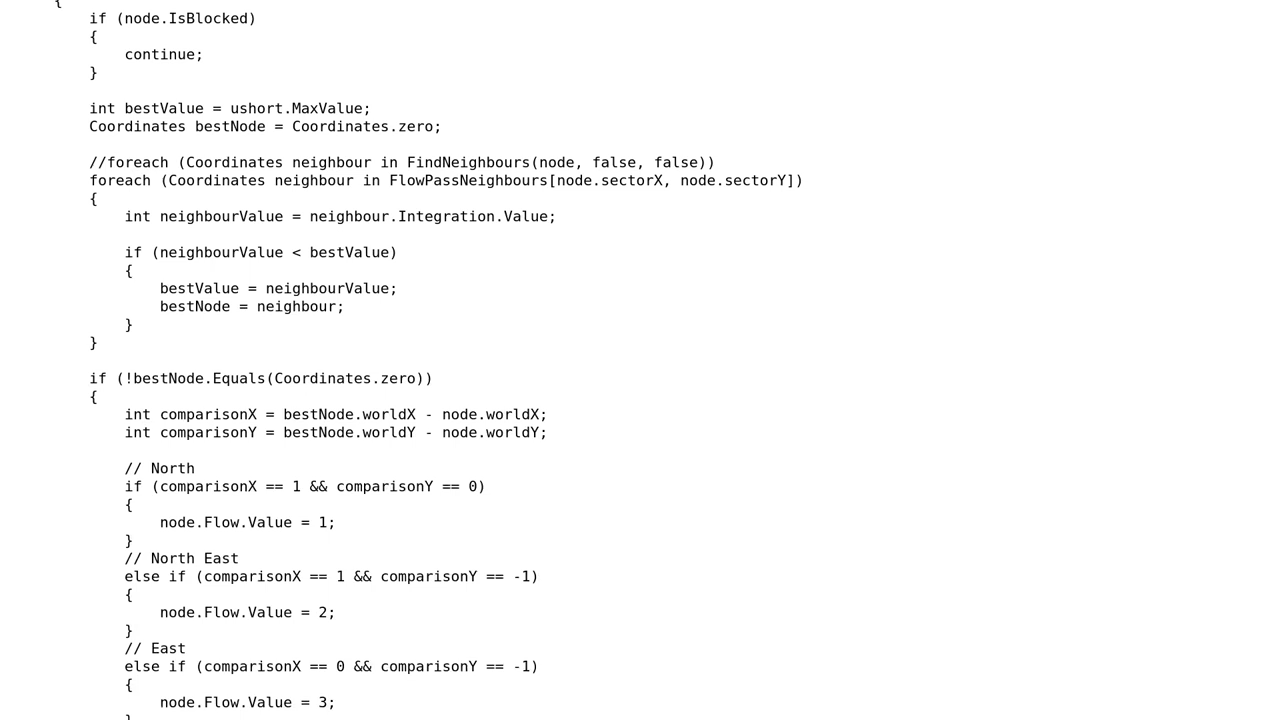 {
if (node.IsBlocked)
{
continue;
}
int bestValue = ushort.MaxValue;
Coordinates bestNode = Coordinates.zero;
//foreach (Coordinates neighbour in FindNeighbours(node, false, false))
foreach (Coordinates neighbour in FlowPassNeighbours[node.sectorX, node.sectorY])
{
int neighbourValue = neighbour.Integration.Value;
if (neighbourValue < bestValue)
{
bestValue = neighbourValue;
bestNode = neighbour;
}
}
if (!bestNode.Equals(Coordinates.zero))
{
int comparisonX = bestNode.worldX - node.worldX;
int comparisonY = bestNode.worldY - node.worldY;
// North
if (comparisonX == 1 && comparisonY == 0)
{
node.Flow.Value = 1;
}
// North East
else if (comparisonX == 1 && comparisonY == -1)
{
node.Flow.Value = 2;
}
// East
else if (comparisonX == 0 && comparisonY == -1)
{
node.Flow.Value = 3;
}